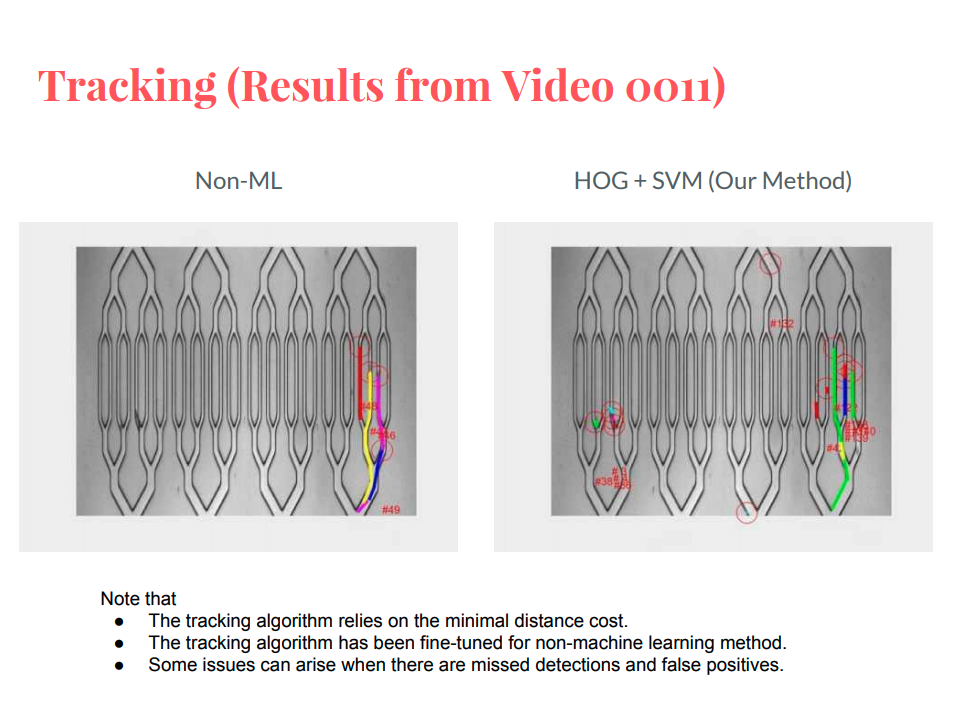 Tracking (Results from Video 0011)
Non-ML
HOG + SVM (Our Method)
#48
#46
#49
#132
#38
Note that
● The tracking algorithm relies on the minimal distance cost.
● The tracking algorithm has been fine-tuned for non-machine learning method.
● Some issues can arise when there are missed detections and false positives.